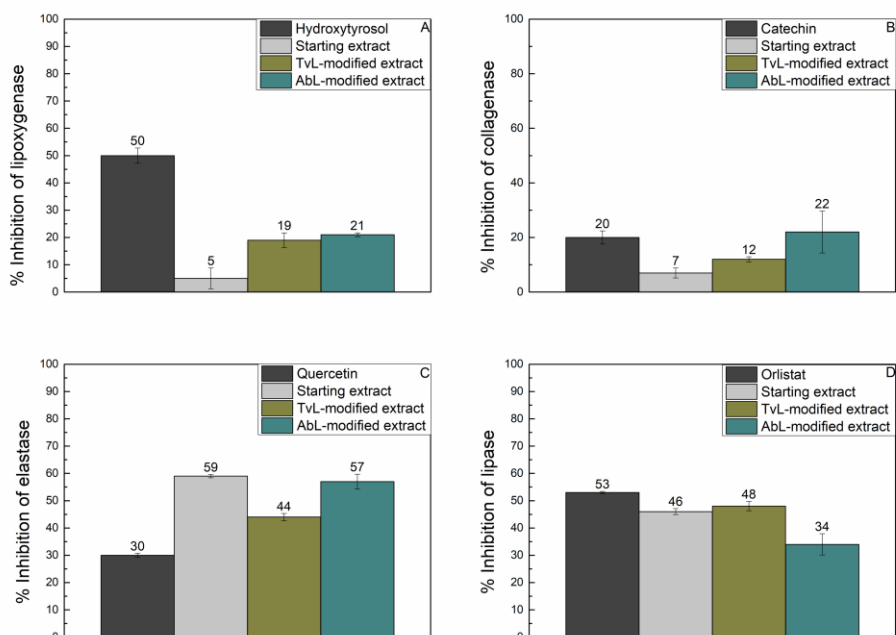 Hydroxytyrosol
Starting extract
TvL-modified extract
AbL-modified extract
A
% Inhibition of lipoxygenase
100
90
80
70
60
50
40
30
20
10
0
50
5
19
21
Catechin
Starting extract
TvL-modified extract
AbL-modified extract
B
% Inhibition of collagenase
100
80
60
40
20
0
20
7
12
22
Quercetin
Starting extract
TvL-modified extract
AbL-modified extract
C
% Inhibition of elastase
100
90
80
70
60
50
40
30
20
10
30
59
44
57
Orlistat
Starting extract
TvL-modified extract
AbL-modified extract
D
% Inhibition of lipase
100
90
80
70
60
50
40
30
20
10
53
46
48
34